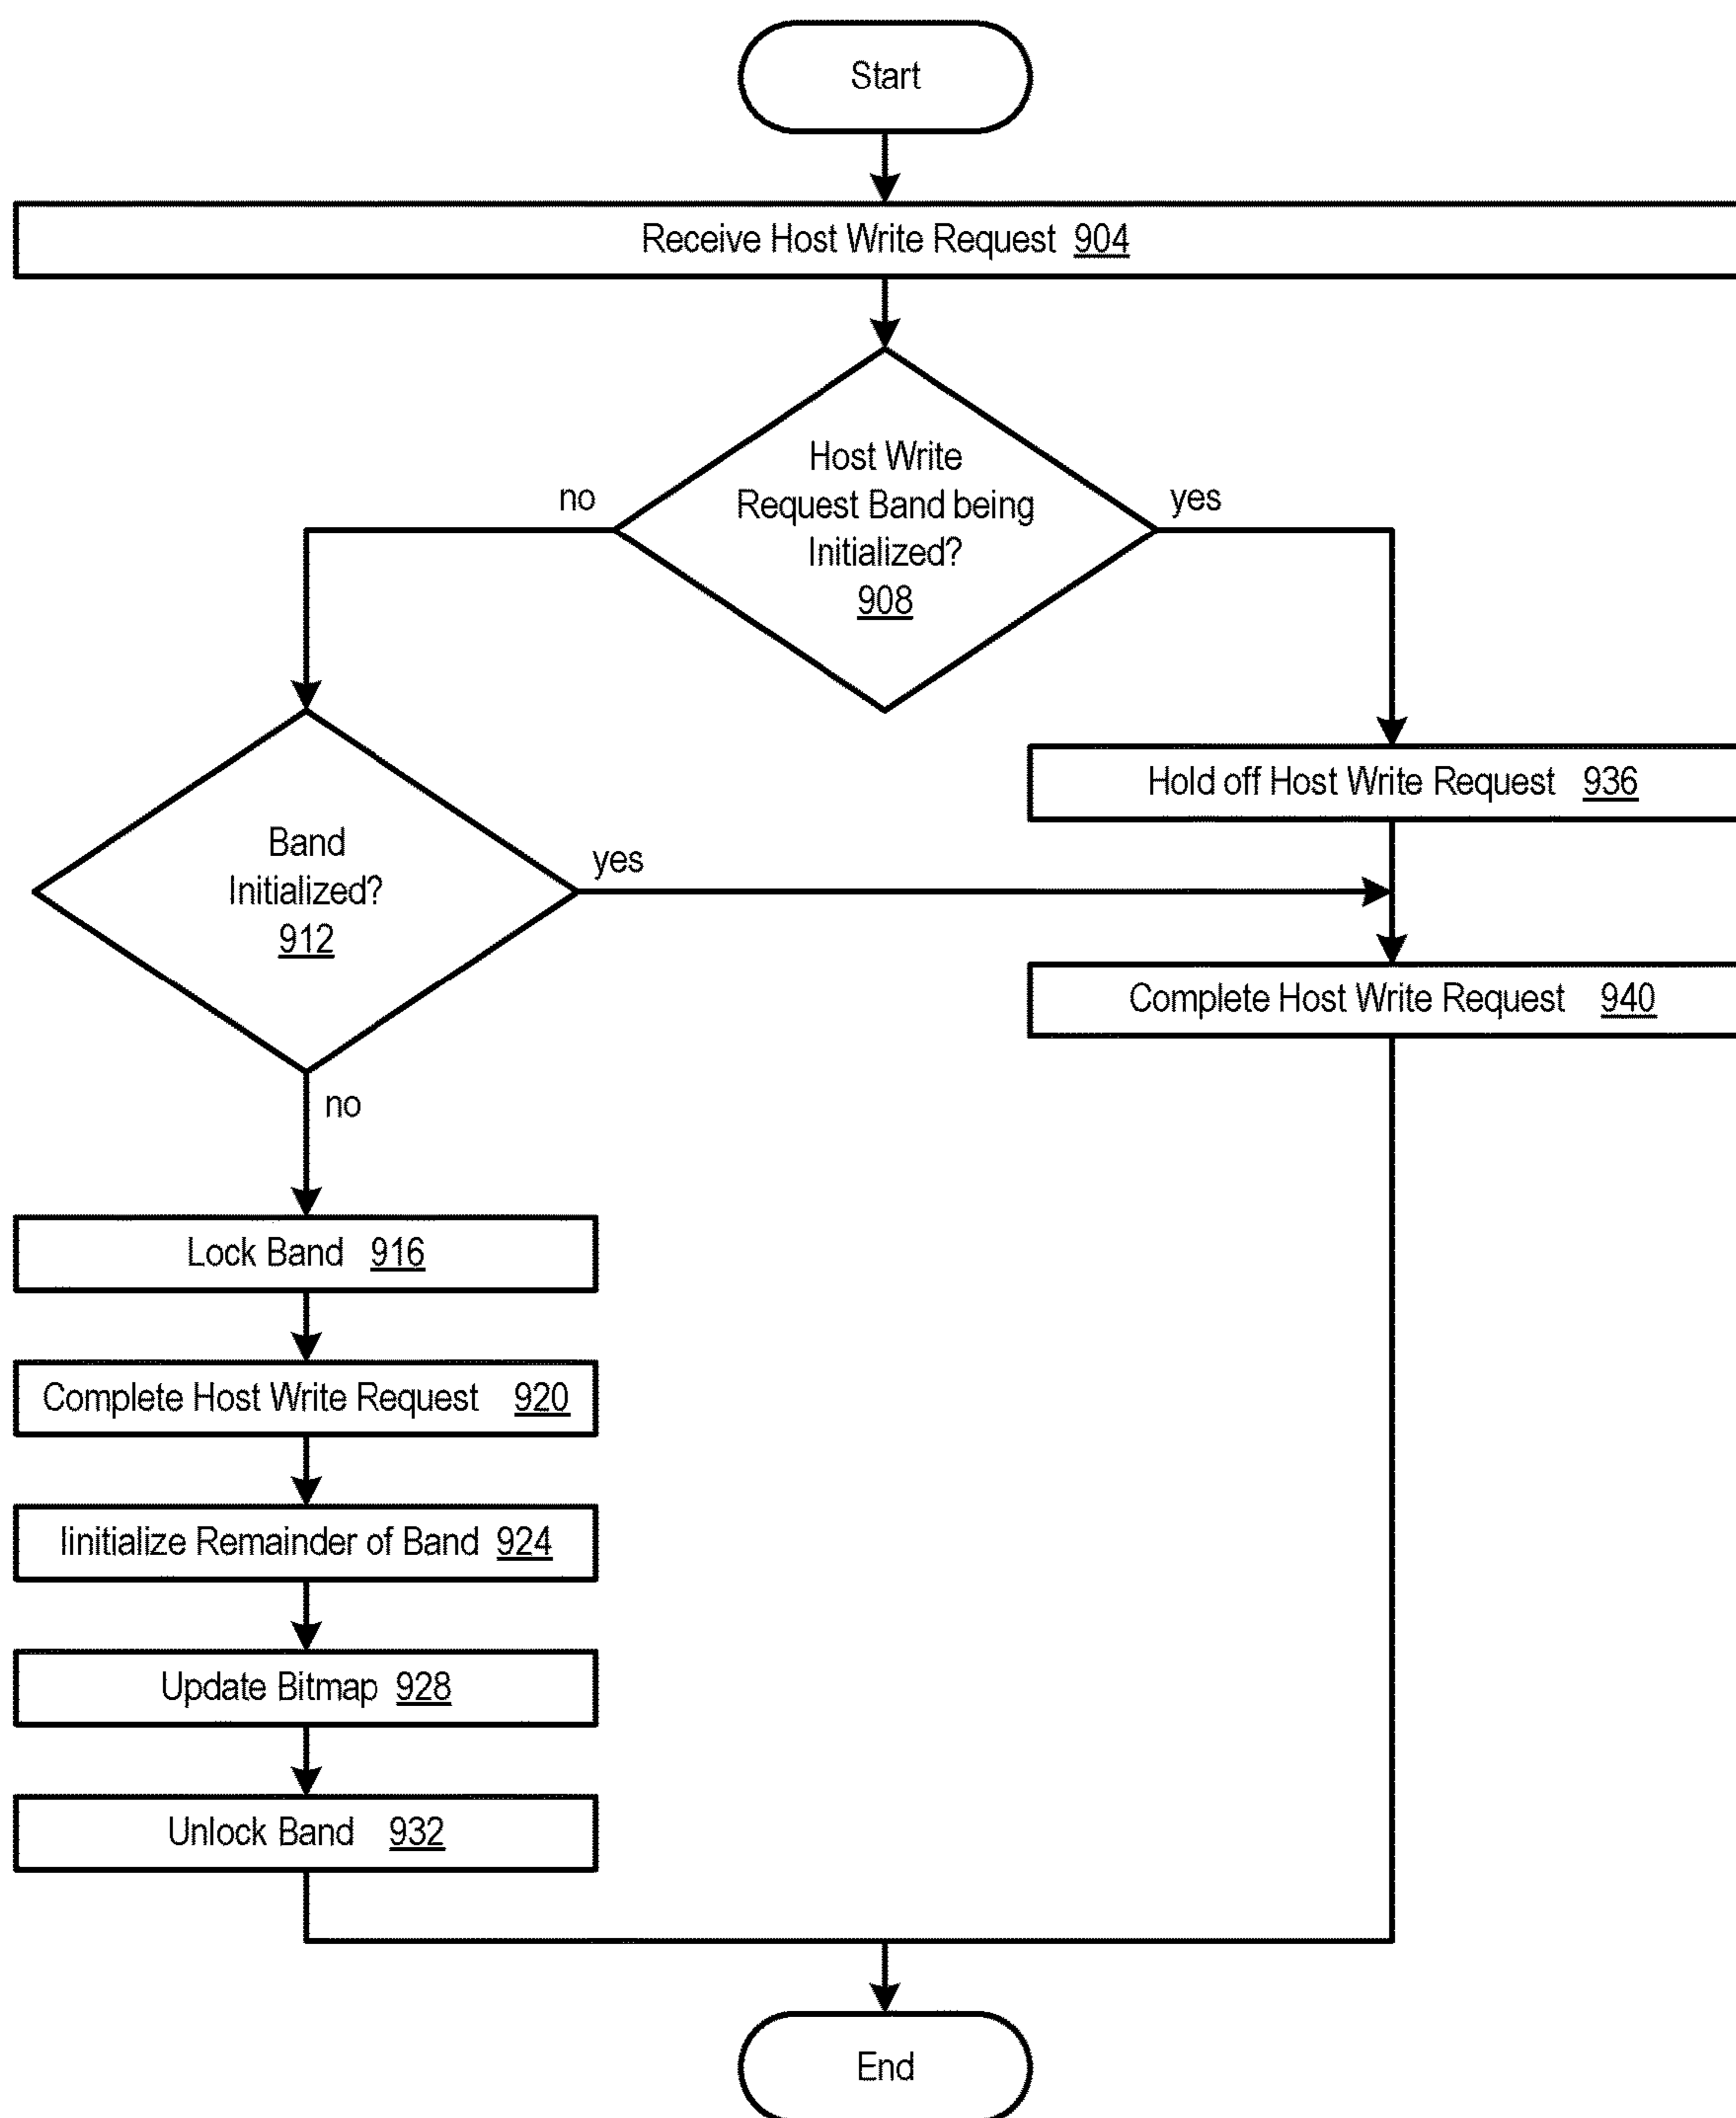 Start
Receive Host Write Request 904
Host Write
Request Band being
Initialized?
908
no
yes
Hold off Host Write Request 936
Band
Initialized?
912
yes
Complete Host Write Request 940
no
Lock Band 916
Complete Host Write Request 920
Iinitialize Remainder of Band 924
Update Bitmap 928
Unlock Band 932
End